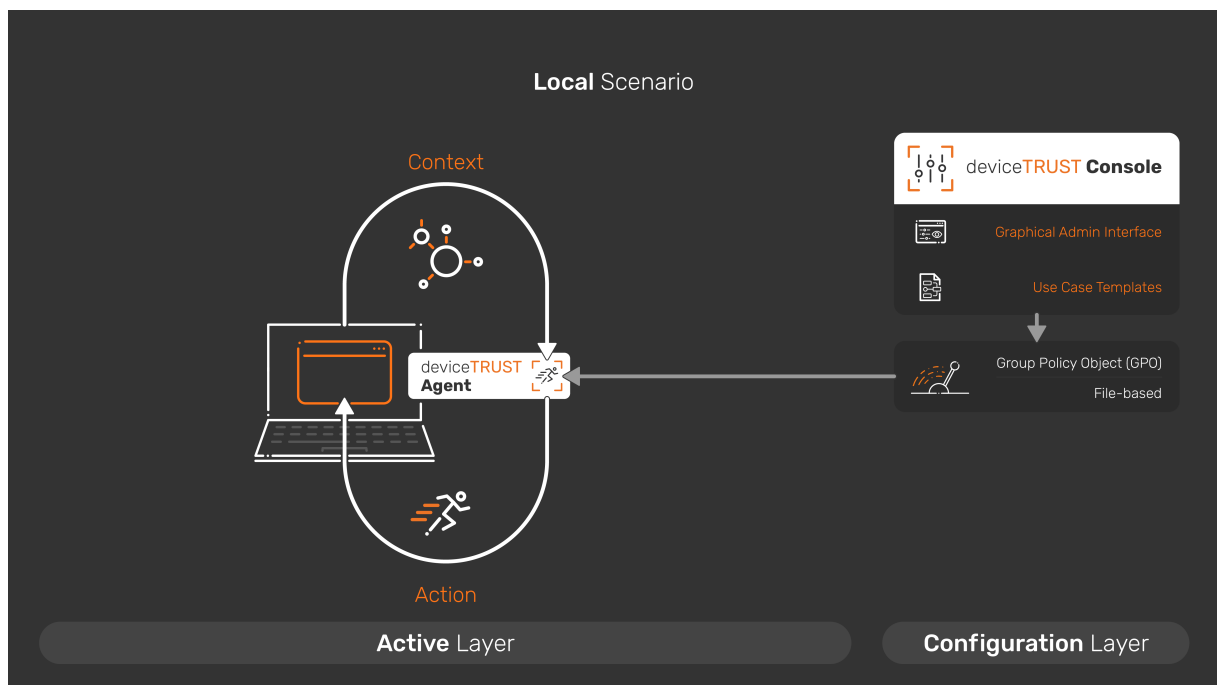 Local Scenario
Context
deviceTRUST Console
Graphical Admin Interface
Use Case Templates
deviceTRUST
Agent
Group Policy Object (GPO)
File-based
Action
Active Layer
Configuration Layer